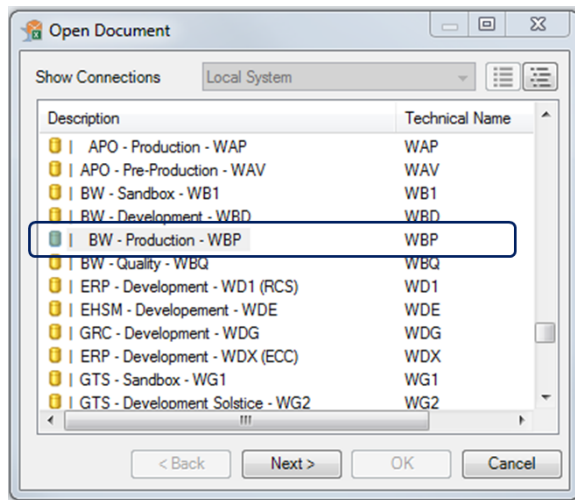 Open Document
Show Connections Local System
Description Technical Name
| APO - Production - WAP WAP
| APO - Pre-Production - WAV WAV
| BW - Sandbox - WB1 WB1
| BW - Development - WBD WBD
| BW - Production - WBP WBP
| BW - Quality - WBQ WBQ
| ERP - Development - WD1 (RCS) WD1
| EHSM - Developement - WDE WDE
| GRC - Development - WDG WDG
| ERP - Development - WDX (ECC) WDX
| GTS - Sandbox - WG1 WG1
| GTS - Development Solstice - WG2 WG2
< Back Next > OK Cancel